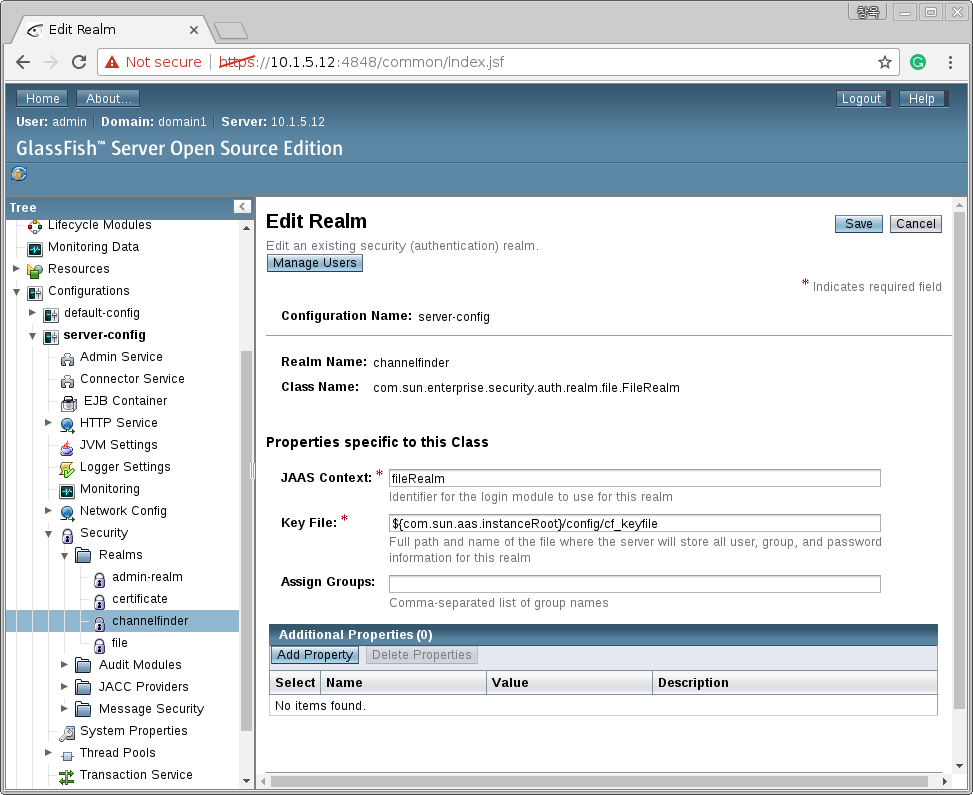 창욱
Edit Realm
Not secure https://10.1.5.12:4848/common/index.jsf
Home About... Logout Help
User: admin Domain: domain1 Server: 10.1.5.12
GlassFish™ Server Open Source Edition
Tree
Lifecycle Modules
Monitoring Data
Resources
Configurations
default-config
server-config
Admin Service
Connector Service
EJB Container
HTTP Service
JVM Settings
Logger Settings
Monitoring
Network Config
Security
Realms
admin-realm
certificate
channelfinder
file
Audit Modules
JACC Providers
Message Security
System Properties
Thread Pools
Transaction Service
Edit Realm
Save Cancel
Edit an existing security (authentication) realm.
Manage Users
* Indicates required field
Configuration Name: server-config
Realm Name: channelfinder
Class Name: com.sun.enterprise.security.auth.realm.file.FileRealm
Properties specific to this Class
JAAS Context: * fileRealm
Identifier for the login module to use for this realm
Key File: * ${com.sun.aas.instanceRoot}/config/cf_keyfile
Full path and name of the file where the server will store all user, group, and password
information for this realm
Assign Groups:
Comma-separated list of group names
Additional Properties (0)
Add Property Delete Properties
Select Name Value Description
No items found.